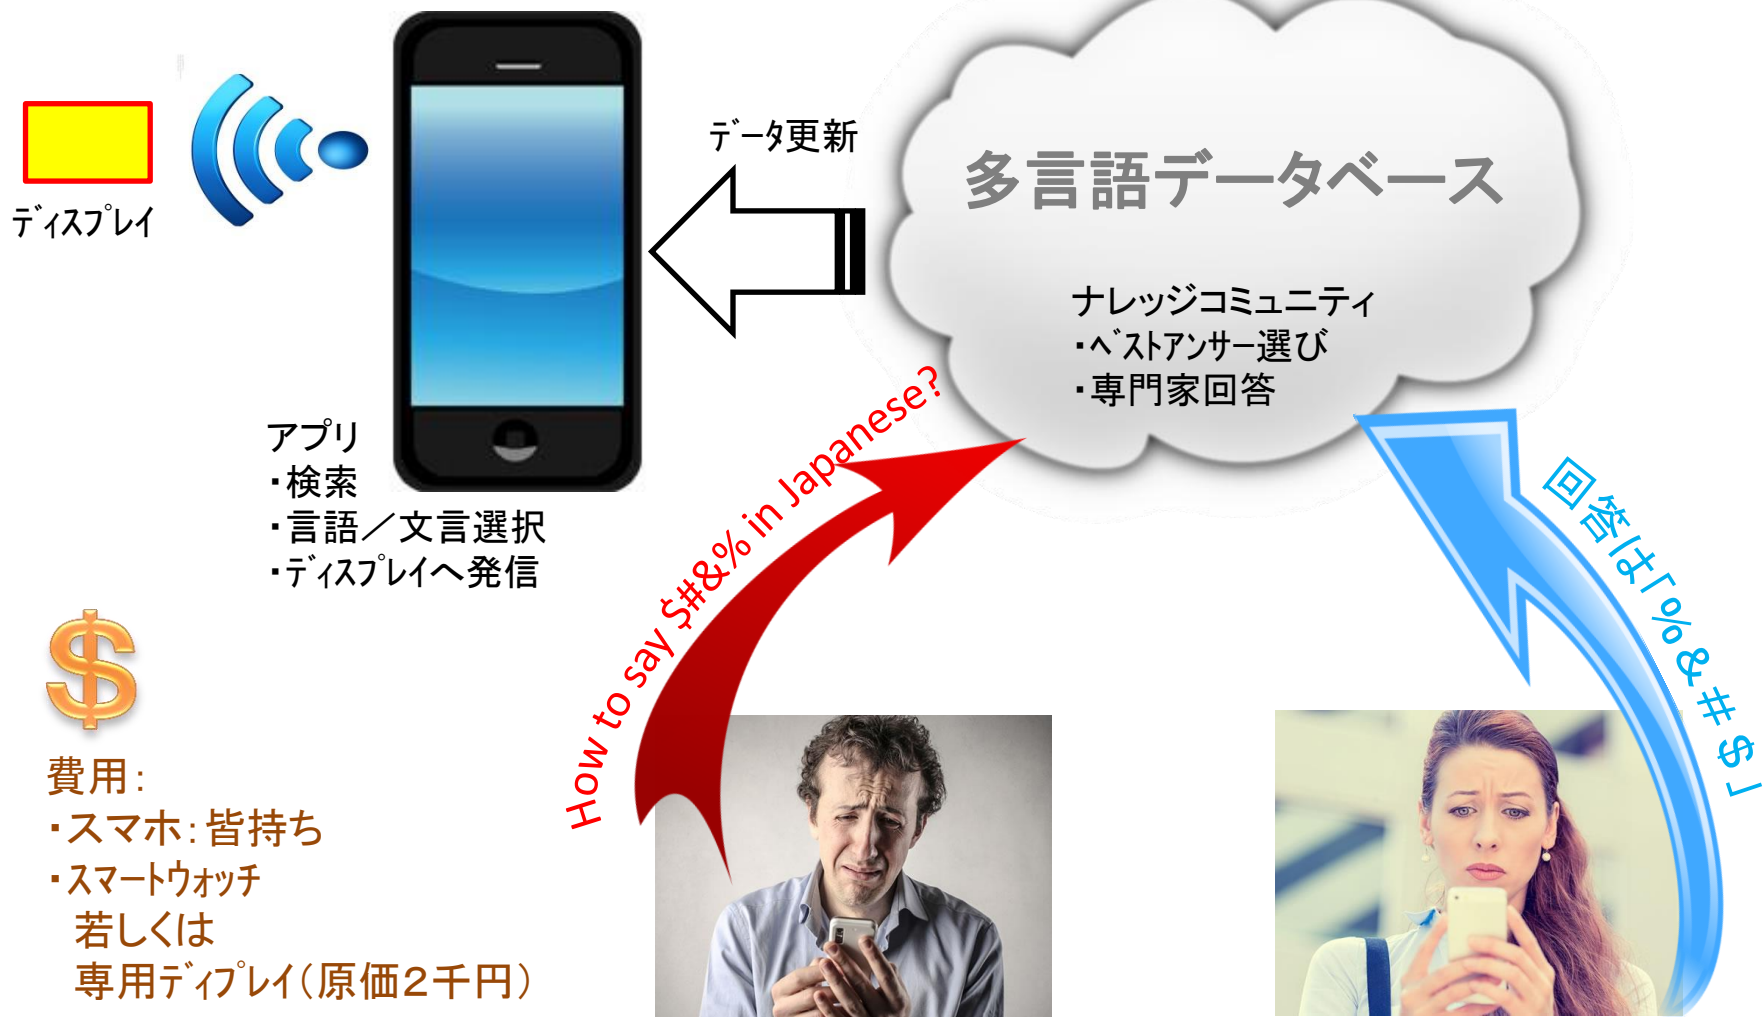 ディスプレイ
データ更新
多言語データベース
ナレッジコミュニティ
・ベストアンサー選び
・専門家回答
アプリ
・検索
・言語／文言選択
・ディスプレイへ発信
How to say $#&% in Japanese?
回答は「%&#$」
$
費用：
・スマホ：皆持ち
・スマートウォッチ
若しくは
専用ディプレイ（原価２千円）